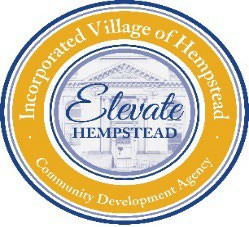 Incorporated Village of Hempstead
Elevate
HEMPSTEAD
Community Development Agency